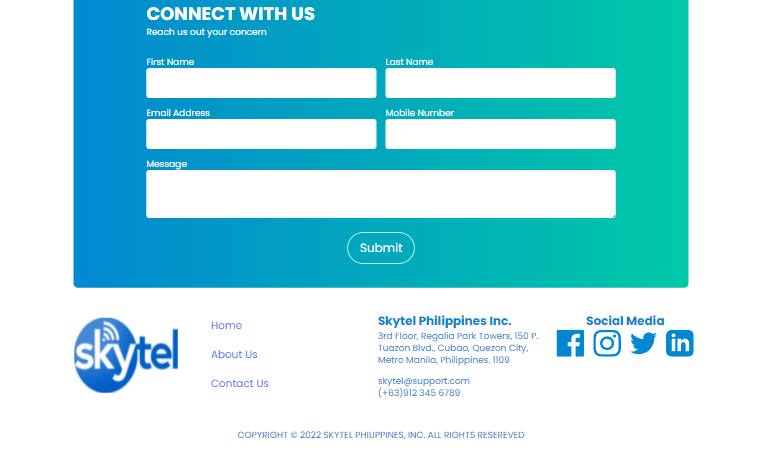 CONNECT WITH US
Reach us out your concern
First Name
Last Name
Email Address
Mobile Number
Message
Submit
skytel
Home
About Us
Contact Us
Skytel Philippines Inc.
3rd Floor, Regalia Park Towers, 150 P.
Tuazon Blvd., Cubao, Quezon City,
Metro Manila, Philippines. 1109
skytel@support.com
(+63)912 345 6789
Social Media
COPYRIGHT © 2022 SKYTEL PHILIPPINES, INC. ALL RIGHTS RESEREVED